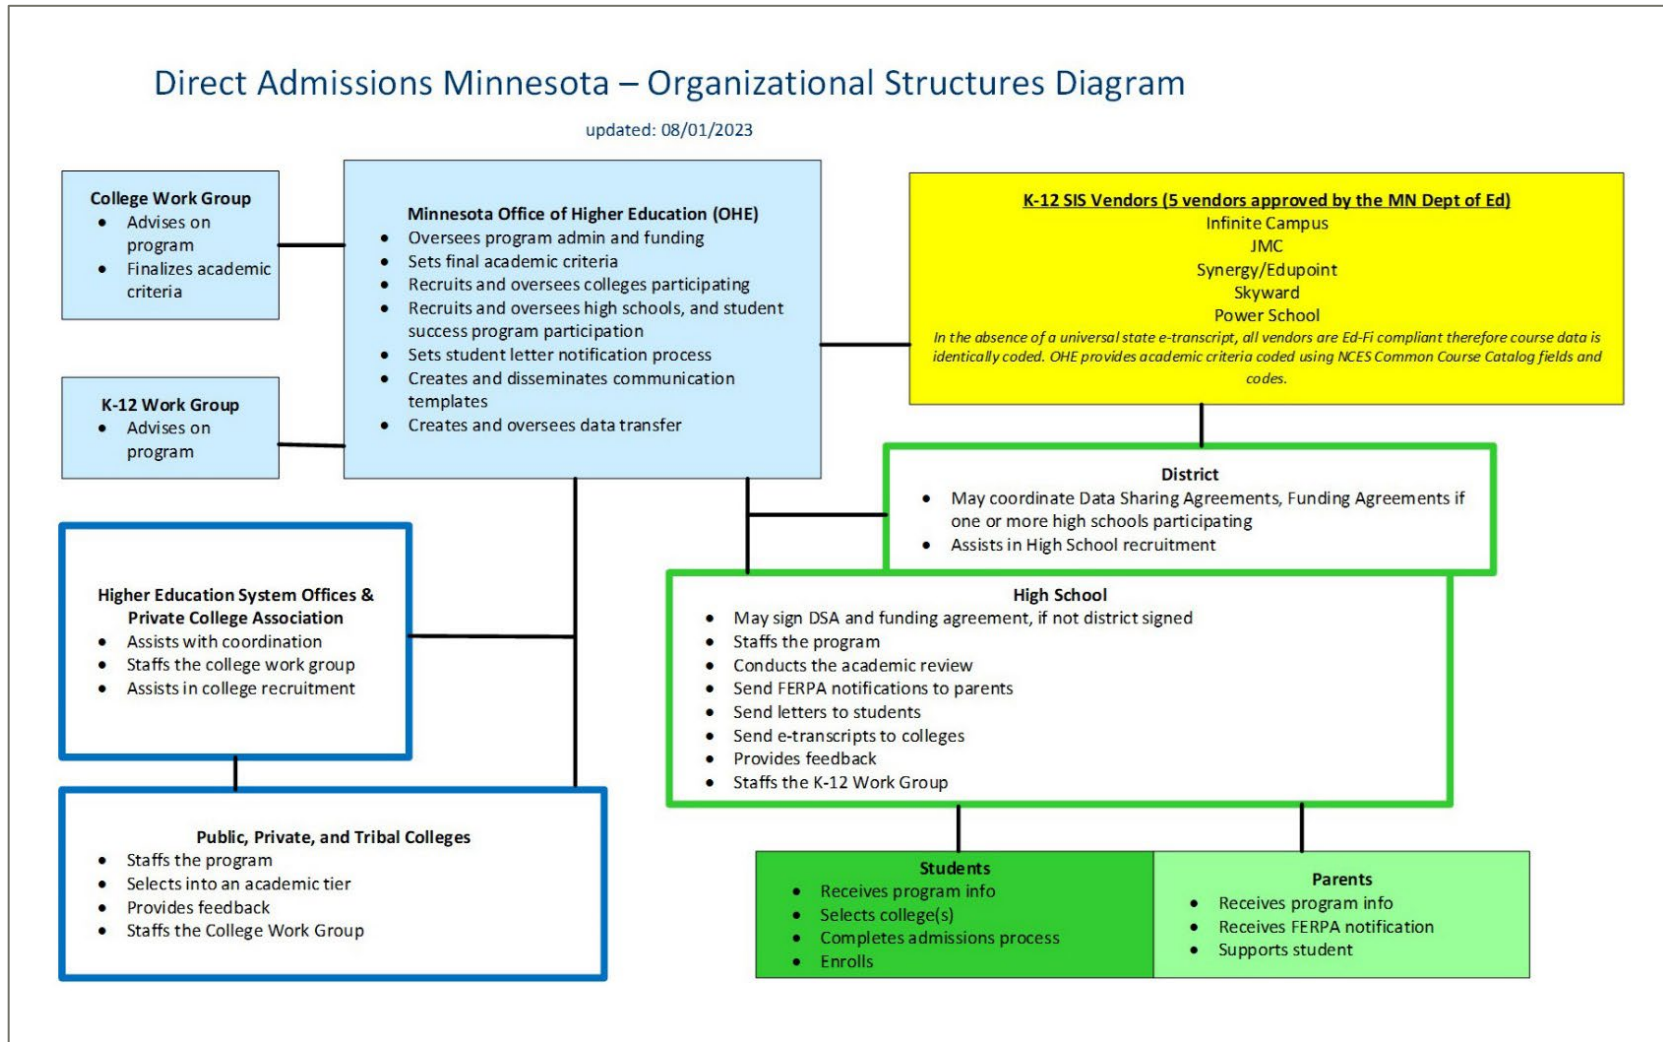 Direct Admissions Minnesota – Organizational Structures Diagram
updated: 08/01/2023
College Work Group
• Advises on
program
• Finalizes academic
criteria
K-12 Work Group
• Advises on
program
Minnesota Office of Higher Education (OHE)
• Oversees program admin and funding
• Sets final academic criteria
• Recruits and oversees colleges participating
• Recruits and oversees high schools, and student
success program participation
• Sets student letter notification process
• Creates and disseminates communication
templates
• Creates and oversees data transfer
K-12 SIS Vendors (5 vendors approved by the MN Dept of Ed)
Infinite Campus
JMC
Synergy/Edupoint
Skyward
Power School
In the absence of a universal state e-transcript, all vendors are Ed-Fi compliant therefore course data is
identically coded. OHE provides academic criteria coded using NCES Common Course Catalog fields and
codes.
District
• May coordinate Data Sharing Agreements, Funding Agreements if
one or more high schools participating
• Assists in High School recruitment
Higher Education System Offices &
Private College Association
• Assists with coordination
• Staffs the college work group
• Assists in college recruitment
High School
• May sign DSA and funding agreement, if not district signed
• Staffs the program
• Conducts the academic review
• Send FERPA notifications to parents
• Send letters to students
• Send e-transcripts to colleges
• Provides feedback
• Staffs the K-12 Work Group
Public, Private, and Tribal Colleges
• Staffs the program
• Selects into an academic tier
• Provides feedback
• Staffs the College Work Group
Students
• Receives program info
• Selects college(s)
• Completes admissions process
• Enrolls
Parents
• Receives program info
• Receives FERPA notification
• Supports student